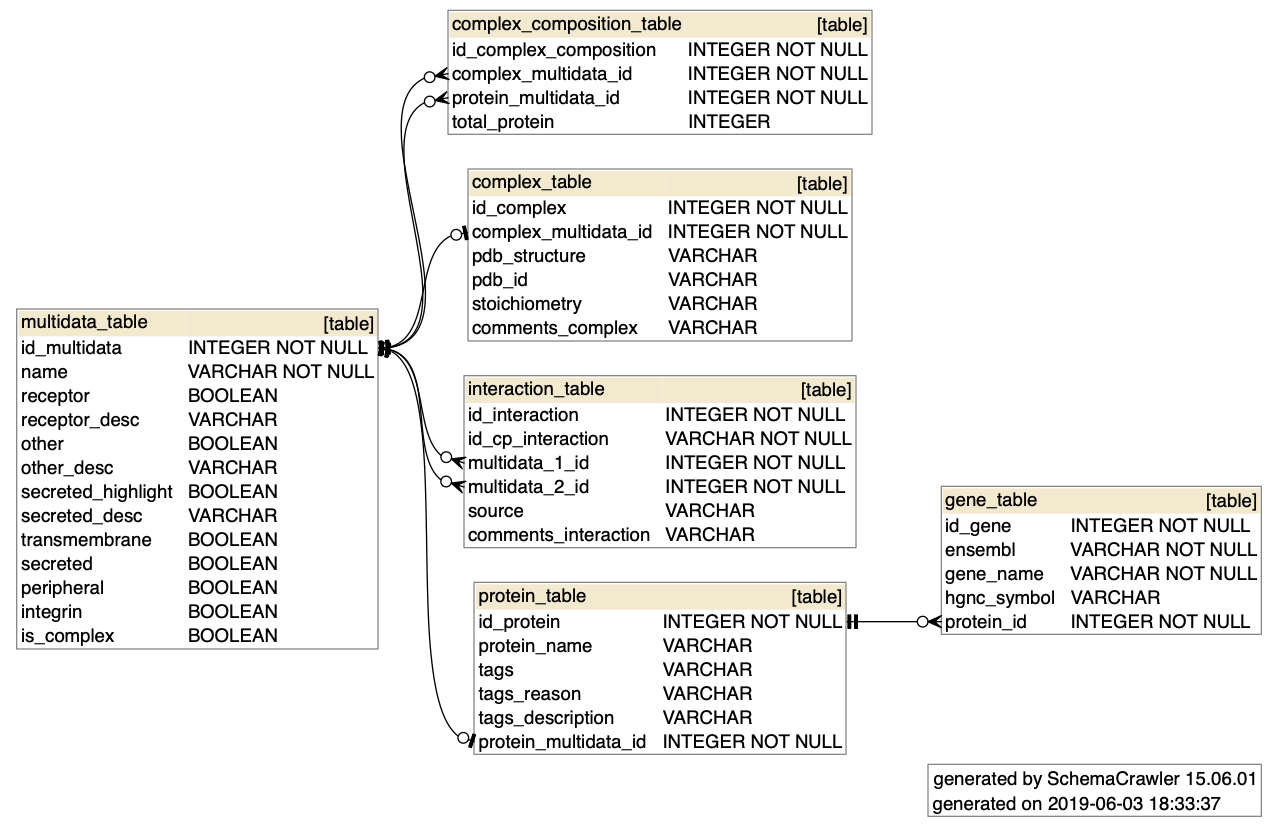 complex_composition_table [table]
id_complex_composition INTEGER NOT NULL
complex_multidata_id INTEGER NOT NULL
protein_multidata_id INTEGER NOT NULL
total_protein INTEGER
complex_table [table]
id_complex INTEGER NOT NULL
complex_multidata_id INTEGER NOT NULL
pdb_structure VARCHAR
pdb_id VARCHAR
stoichiometry VARCHAR
comments_complex VARCHAR
multidata_table [table]
id_multidata INTEGER NOT NULL
name VARCHAR NOT NULL
receptor BOOLEAN
receptor_desc VARCHAR
other BOOLEAN
other_desc VARCHAR
secreted_highlight BOOLEAN
secreted_desc VARCHAR
transmembrane BOOLEAN
secreted BOOLEAN
peripheral BOOLEAN
integrin BOOLEAN
is_complex BOOLEAN
interaction_table [table]
id_interaction INTEGER NOT NULL
id_cp_interaction VARCHAR NOT NULL
multidata_1_id INTEGER NOT NULL
multidata_2_id INTEGER NOT NULL
source VARCHAR
comments_interaction VARCHAR
protein_table [table]
id_protein INTEGER NOT NULL
protein_name VARCHAR
tags VARCHAR
tags_reason VARCHAR
tags_description VARCHAR
protein_multidata_id INTEGER NOT NULL
gene_table [table]
id_gene INTEGER NOT NULL
ensembl VARCHAR NOT NULL
gene_name VARCHAR NOT NULL
hgnc_symbol VARCHAR
protein_id INTEGER NOT NULL
generated by SchemaCrawler 15.06.01
generated on 2019-06-03 18:33:37